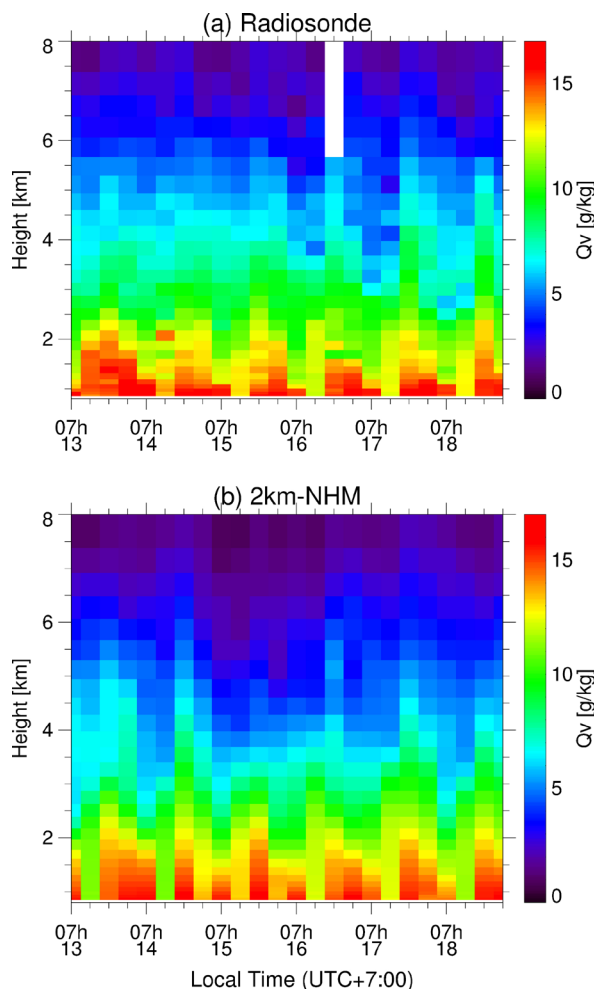 (a) Radiosonde
8
6
4
2
Height [km]
07h 07h 07h 07h 07h 07h
13 14 15 16 17 18
15
10
5
0
Qv [g/kg]
(b) 2km-NHM
8
6
4
2
Height [km]
07h 07h 07h 07h 07h 07h
13 14 15 16 17 18
Local Time (UTC+7:00)
15
10
5
0
Qv [g/kg]